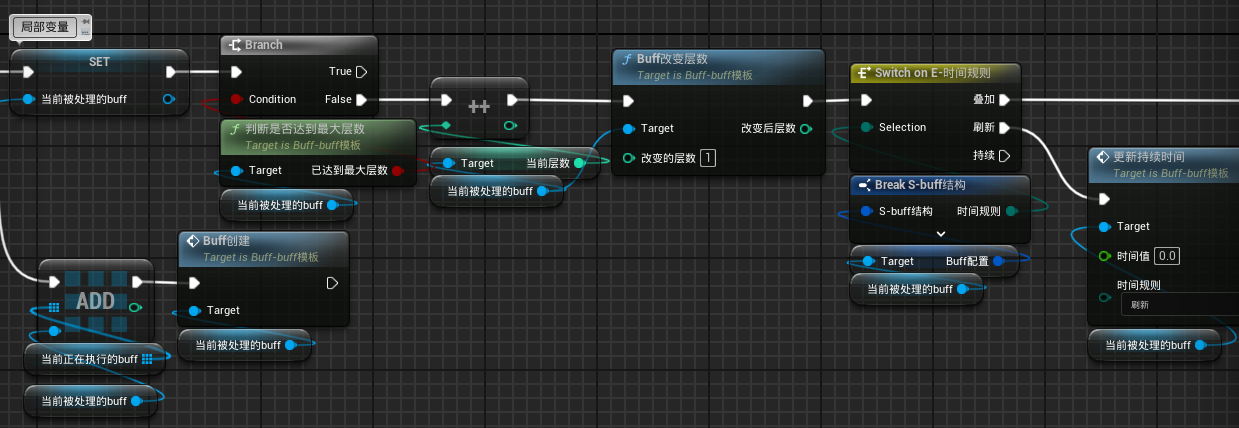 局部变量
SET
当前被处理的buff
Branch
True
Condition
False
判断是否达到最大层数
Target is Buff-buff模板
Target
已达到最大层数
当前被处理的buff
++
Target
当前层数
当前被处理的buff
Buff改变层数
Target is Buff-buff模板
Target
改变后层数
改变的层数
1
Switch on E-时间规则
叠加
Selection
刷新
持续
Break S-buff结构
S-buff结构
时间规则
Target
Buff配置
当前被处理的buff
更新持续时间
Target is Buff-buff模板
Target
时间值
0.0
时间规则
刷新
当前被处理的buff
Buff创建
Target is Buff-buff模板
Target
当前被处理的buff
ADD
当前正在执行的buff
当前被处理的buff